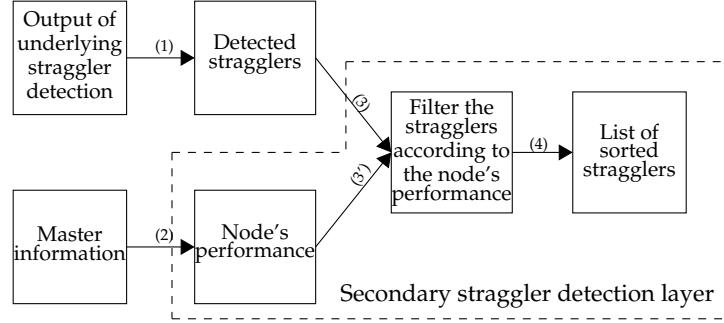 Output of
underlying
straggler
detection
(1)
Detected
stragglers
(3)
Filter the
stragglers
according to
the node's
performance
(4)
List of
sorted
stragglers
(3')
Master
information
(2)
Node's
performance
Secondary straggler detection layer